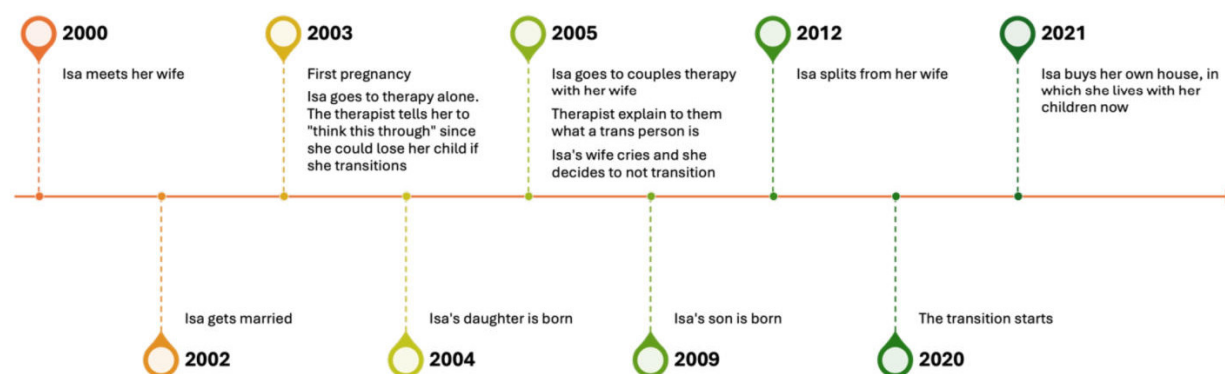 2000
Isa meets her wife
2003
First pregnancy
Isa goes to therapy alone.
The therapist tells her to
"think this through" since
she could lose her child if
she transitions
2005
Isa goes to couples therapy
with her wife
Therapist explain to them
what a trans person is
Isa's wife cries and she
decides to not transition
2012
Isa splits from her wife
2021
Isa buys her own house, in
which she lives with her
children now
Isa gets married
2002
Isa's daughter is born
2004
Isa's son is born
2009
The transition starts
2020